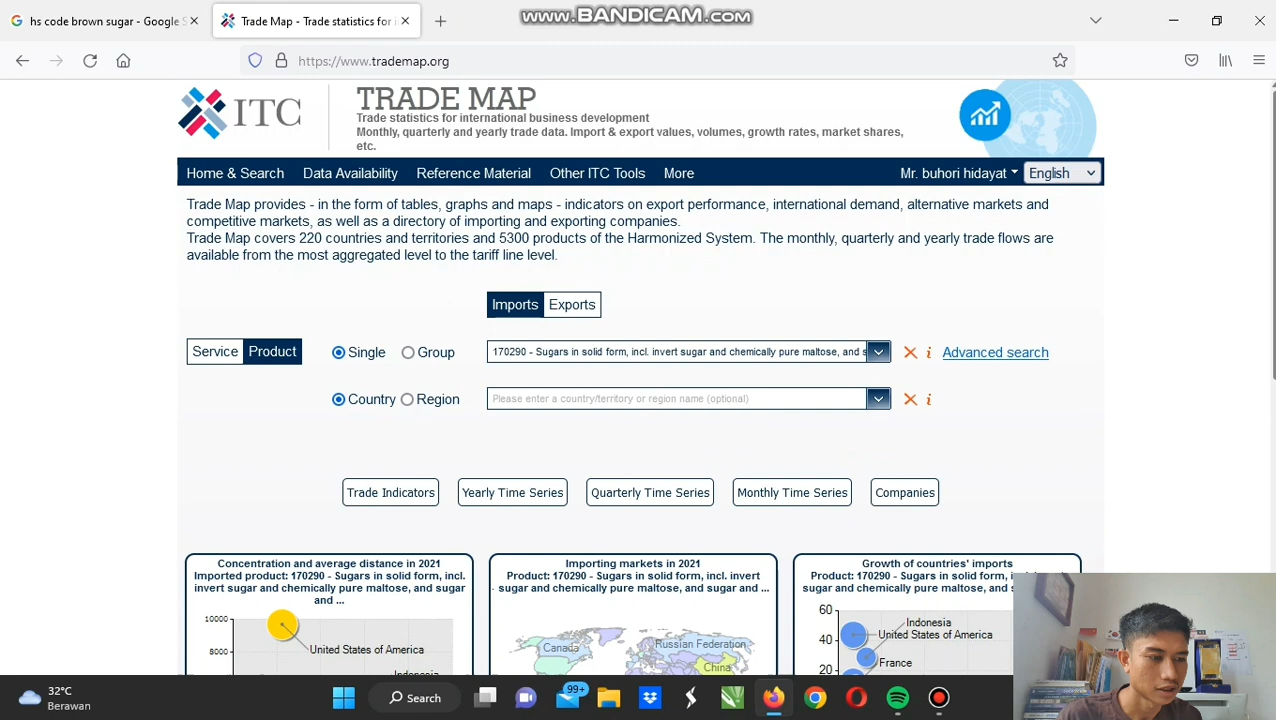 www.BANDICAM.com
hs code brown sugar - Google S
Trade Map - Trade statistics for i
https://www.trademap.org
ITC
TRADE MAP
Trade statistics for international business development
Monthly, quarterly and yearly trade data. Import & export values, volumes, growth rates, market shares,
etc.
Home & Search Data Availability Reference Material Other ITC Tools More Mr. buhori hidayat English
Trade Map provides - in the form of tables, graphs and maps - indicators on export performance, international demand, alternative markets and
competitive markets, as well as a directory of importing and exporting companies.
Trade Map covers 220 countries and territories and 5300 products of the Harmonized System. The monthly, quarterly and yearly trade flows are
available from the most aggregated level to the tariff line level.
Imports Exports
Service Product Single Group 170290 - Sugars in solid form, incl. invert sugar and chemically pure maltose, and s i Advanced search
Country Region Please enter a country/territory or region name (optional) i
Trade Indicators Yearly Time Series Quarterly Time Series Monthly Time Series Companies
Concentration and average distance in 2021
Imported product: 170290 - Sugars in solid form, incl.
invert sugar and chemically pure maltose, and sugar
and ...
10000
8000
United States of America
Importing markets in 2021
Product: 170290 - Sugars in solid form, incl. invert
sugar and chemically pure maltose, and sugar and ...
Canada
Russian Federation
China
Growth of countries' imports
Product: 170290 - Sugars in solid form, incl. invert
sugar and chemically pure maltose, and sug
60
40
20
Indonesia
United States of America
France
32°C
Berawan
Search
99+